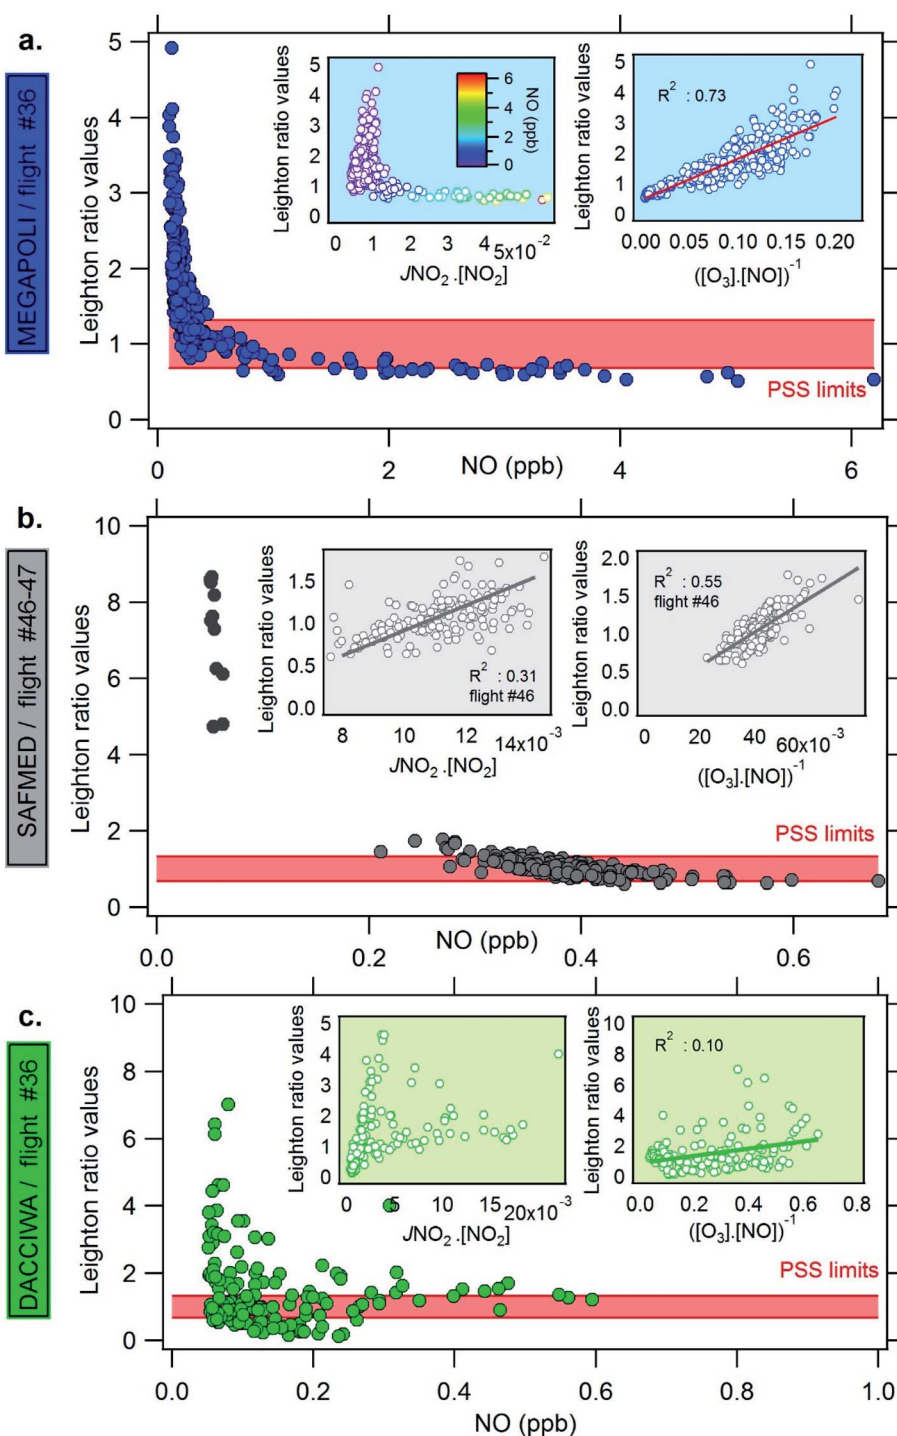 a.
MEGAPOLI / flight #36
Leighton ratio values
5
4
3
2
1
0
Leighton ratio values
5
4
3
2
1
0
6
4
2
0
NO (ppb)
0 1 2 3 4 5x10-2
JNO2 .[NO2]
Leighton ratio values
5
4
3
2
1
0
R2 : 0.73
0.00 0.05 0.10 0.15 0.20
([O3].[NO])-1
PSS limits
0 2 4 6
NO (ppb)
b.
SAFMED / flight #46-47
Leighton ratio values
10
8
6
4
2
0
Leighton ratio values
1.5
1.0
0.5
0.0
R2 : 0.31
flight #46
8 10 12 14x10-3
JNO2 .[NO2]
Leighton ratio values
2.0
1.5
1.0
0.5
0.0
R2 : 0.55
flight #46
0 20 40 60x10-3
([O3].[NO])-1
PSS limits
NO (ppb)
0.0 0.2 0.4 0.6
c.
DACCIWA / flight #36
Leighton ratio values
10
8
6
4
2
0
Leighton ratio values
5
4
3
2
1
0
0 5 10 15 20x10-3
JNO2 .[NO2]
Leighton ratio values
10
8
6
4
2
0
R2 : 0.10
0.0 0.2 0.4 0.6 0.8
([O3].[NO])-1
PSS limits
0.0 0.2 0.4 0.6 0.8 1.0
NO (ppb)